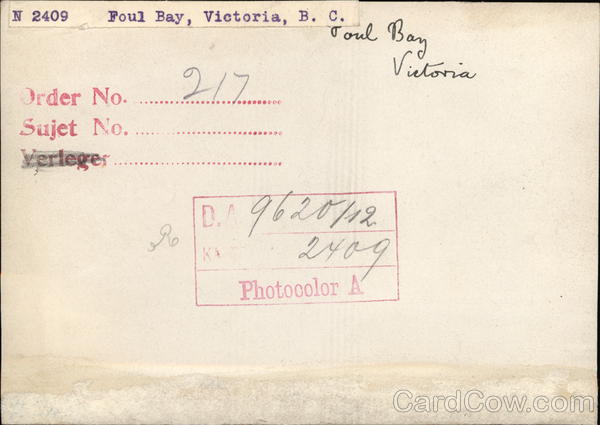 N 2409 Foul Bay, Victoria, B. C.
Foul Bay
Victoria
Order No. 217
Sujet No.
Verleger
D.A 9620/12
2409
Photocolor A
R
CardCow.com